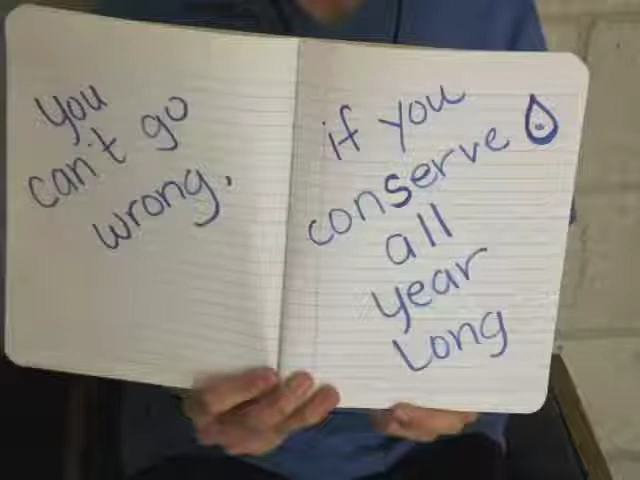 you
can't go
wrong,
if you
conserve
all
year
Long